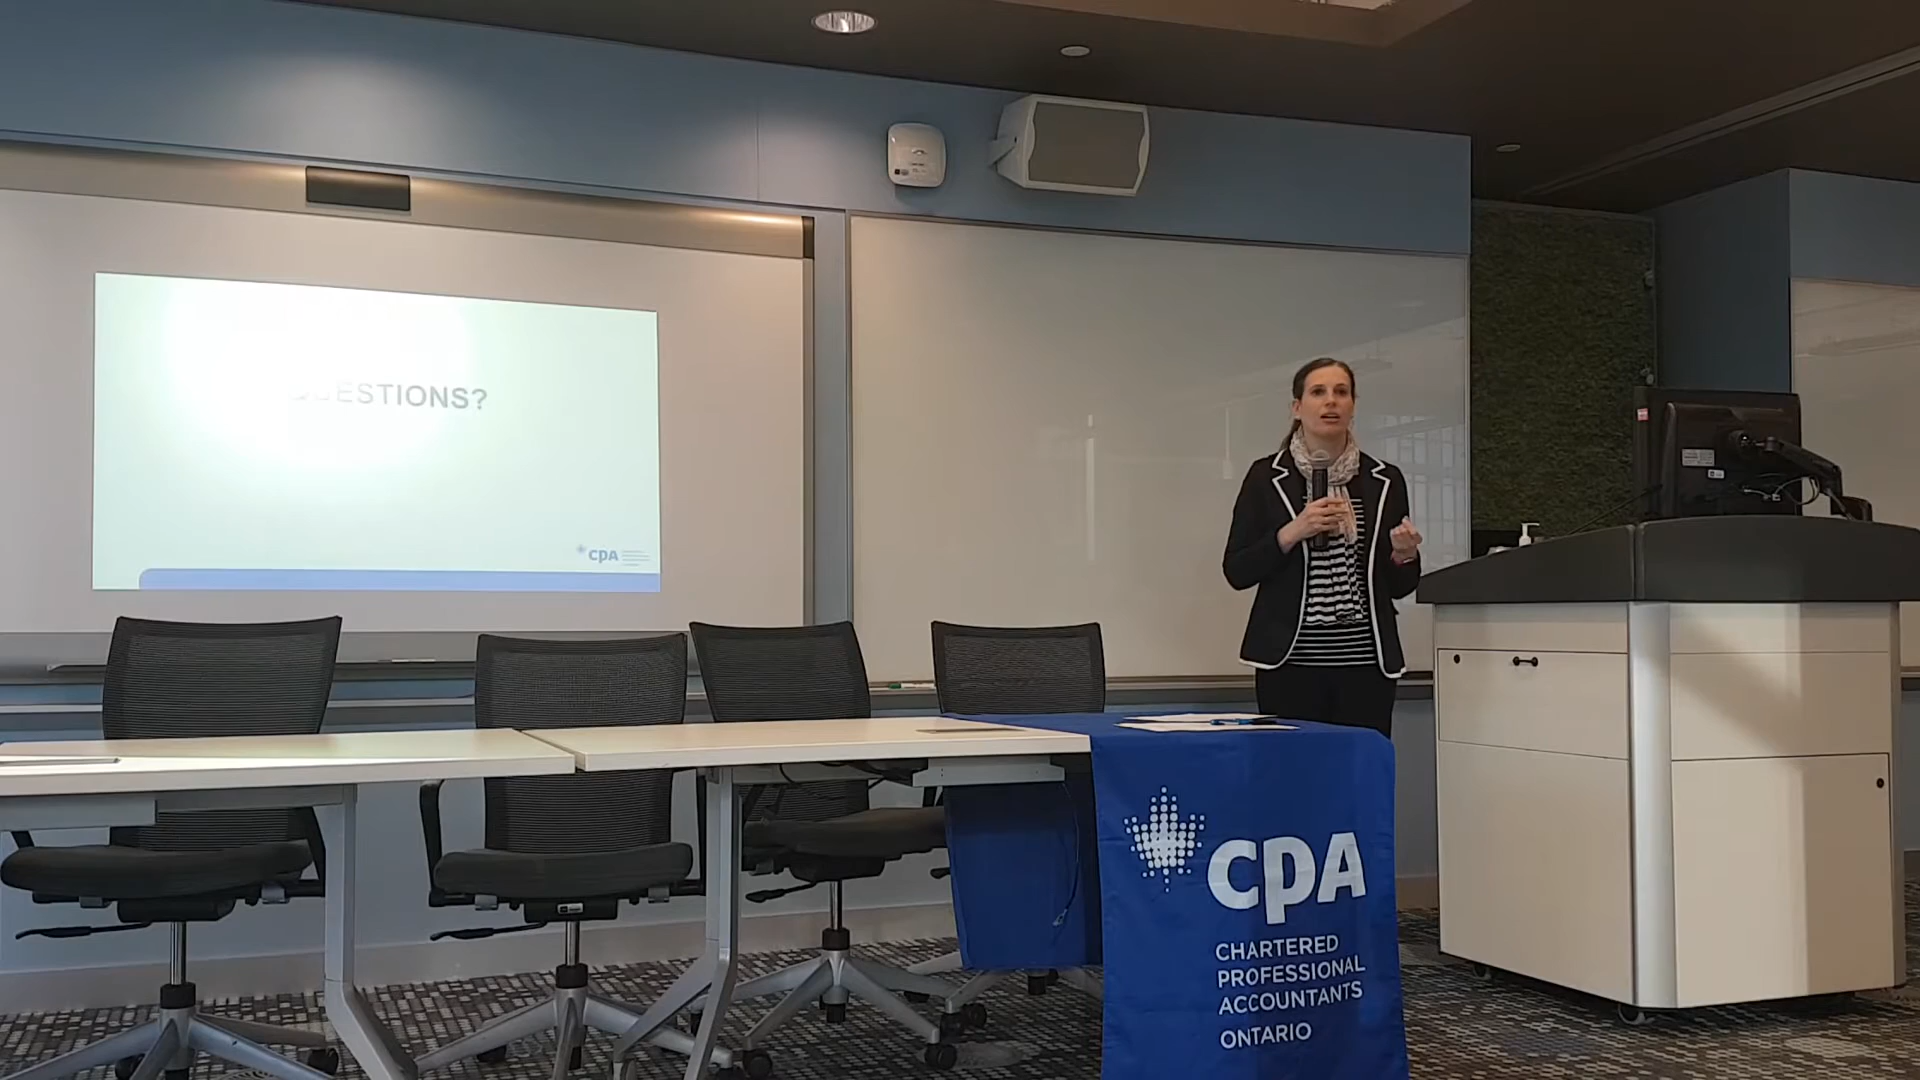 QUESTIONS?
CPA
CPA
CHARTERED
PROFESSIONAL
ACCOUNTANTS
ONTARIO